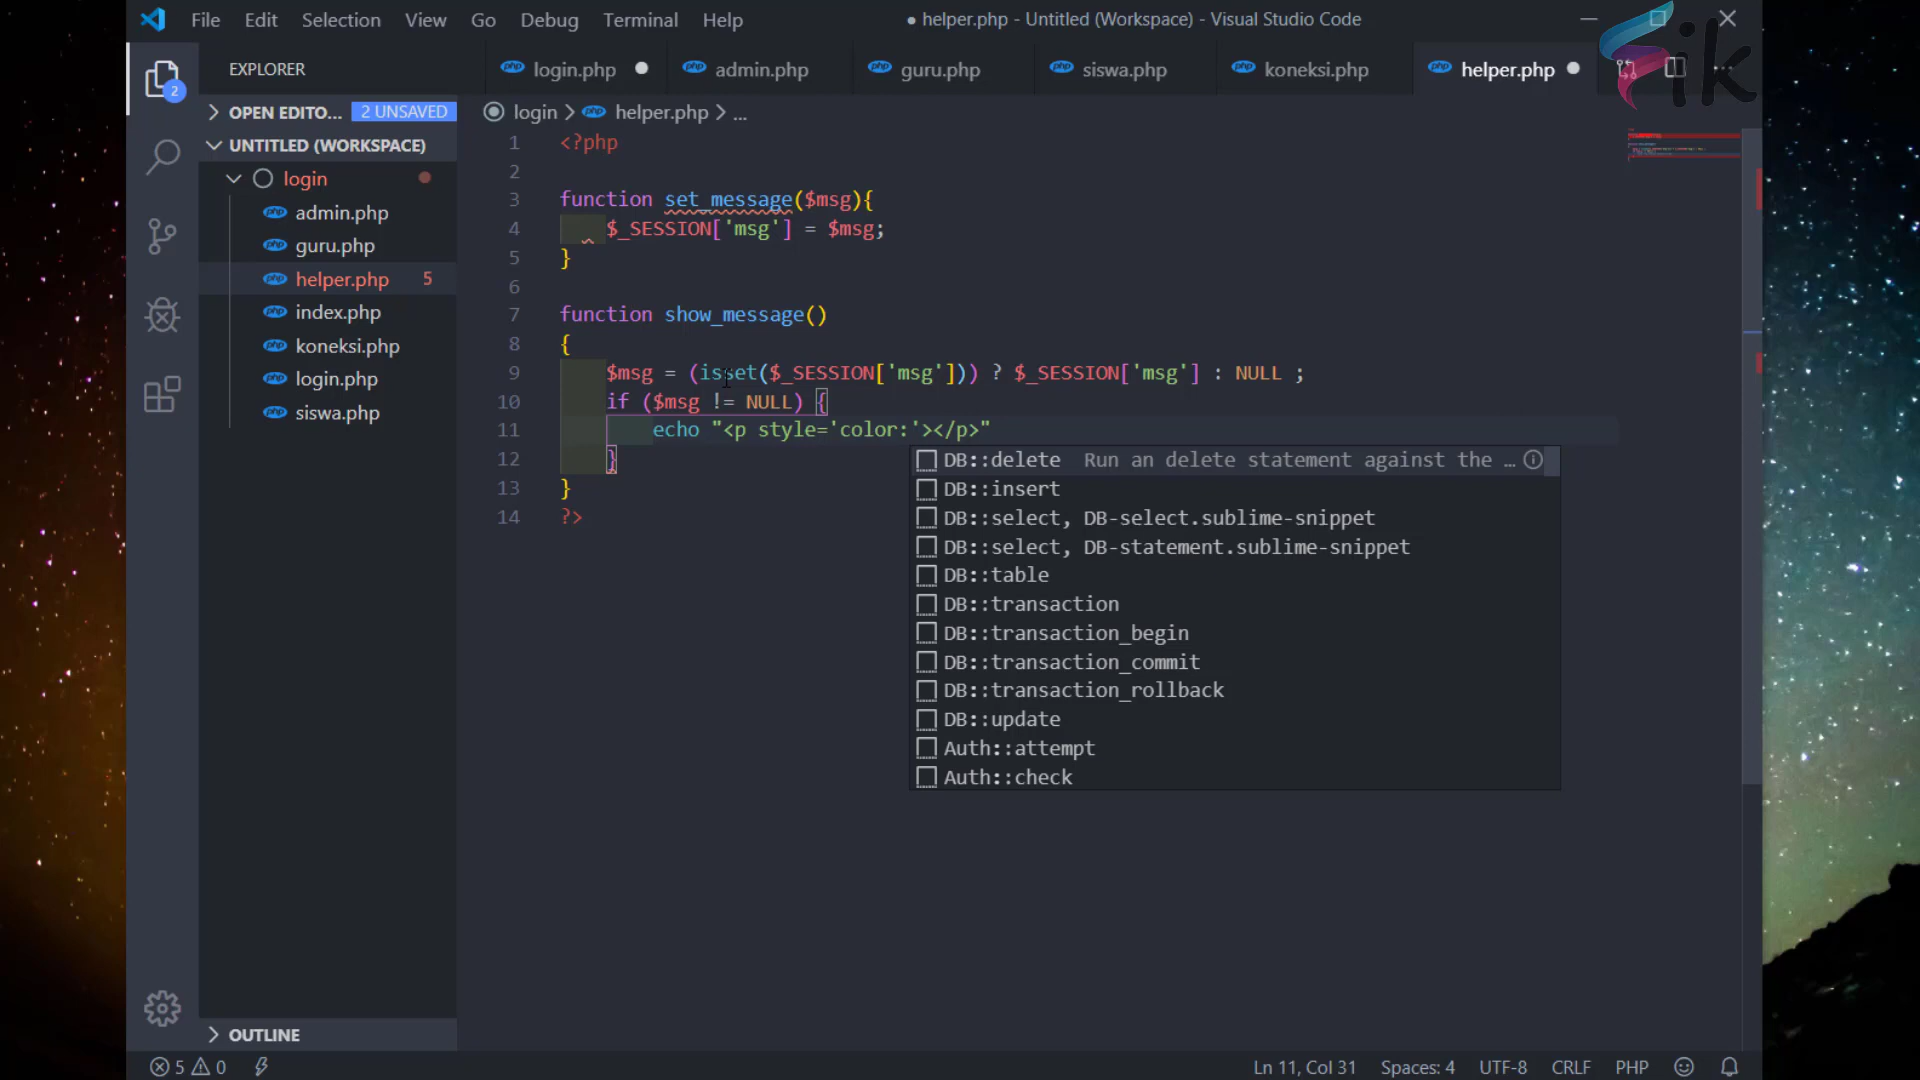 File Edit Selection View Go Debug Terminal Help
● helper.php - Untitled (Workspace) - Visual Studio Code
ik
EXPLORER
login.php
admin.php
guru.php
siswa.php
koneksi.php
helper.php
2
OPEN EDITO... 2 UNSAVED
login > helper.php > ...
UNTITLED (WORKSPACE)
login
admin.php
guru.php
helper.php 5
index.php
koneksi.php
login.php
siswa.php
1 <?php
2
3 function set_message($msg){
4 $_SESSION['msg'] = $msg;
5 }
6
7 function show_message()
8 {
9 $msg = (isset($_SESSION['msg'])) ? $_SESSION['msg'] : NULL ;
10 if ($msg != NULL) {
11 echo "<p style='color:'></p>"
12 }
13 }
14 ?>
DB::delete Run an delete statement against the ...
DB::insert
DB::select, DB-select.sublime-snippet
DB::select, DB-statement.sublime-snippet
DB::table
DB::transaction
DB::transaction_begin
DB::transaction_commit
DB::transaction_rollback
DB::update
Auth::attempt
Auth::check
OUTLINE
5 0
Ln 11, Col 31 Spaces: 4 UTF-8 CRLF PHP